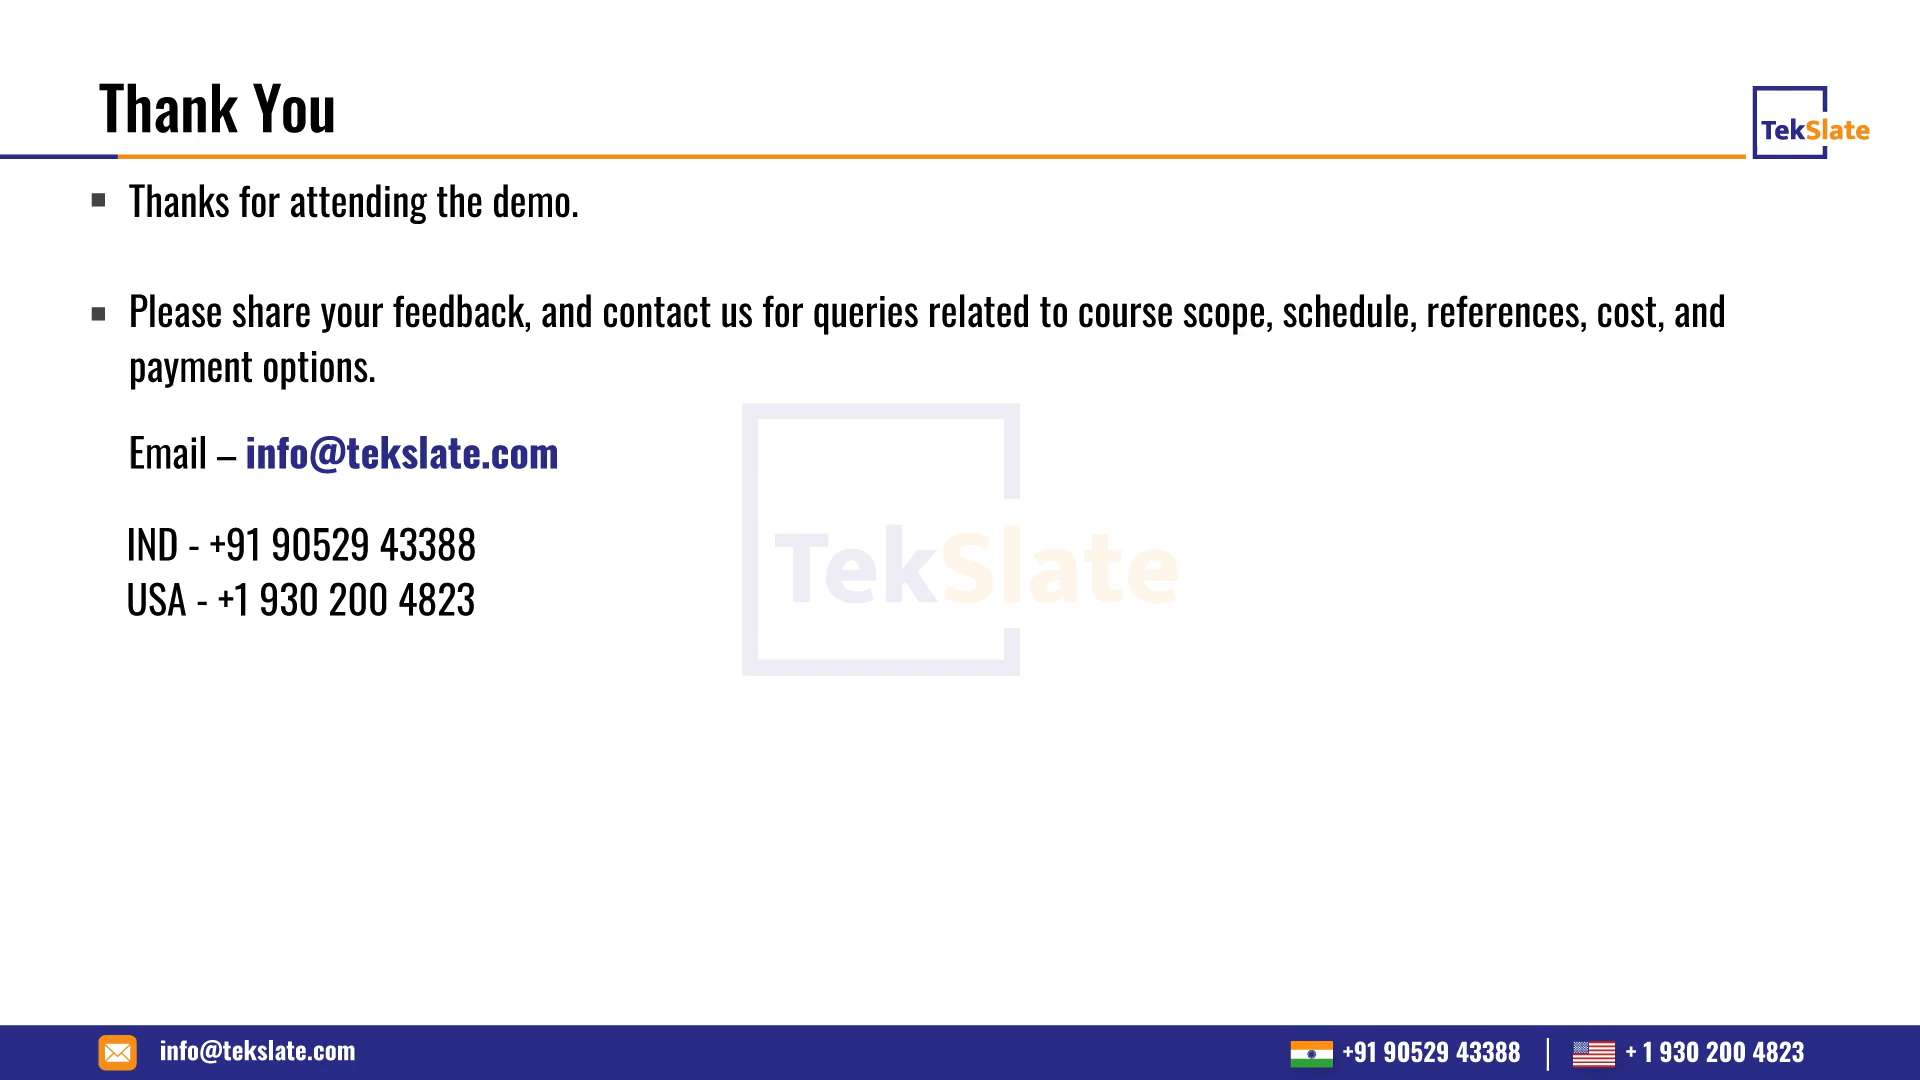 Thank You
TekSlate
▪ Thanks for attending the demo.
▪ Please share your feedback, and contact us for queries related to course scope, schedule, references, cost, and
payment options.
Email – info@tekslate.com
IND - +91 90529 43388
USA - +1 930 200 4823
TekSlate
info@tekslate.com
+91 90529 43388 | + 1 930 200 4823